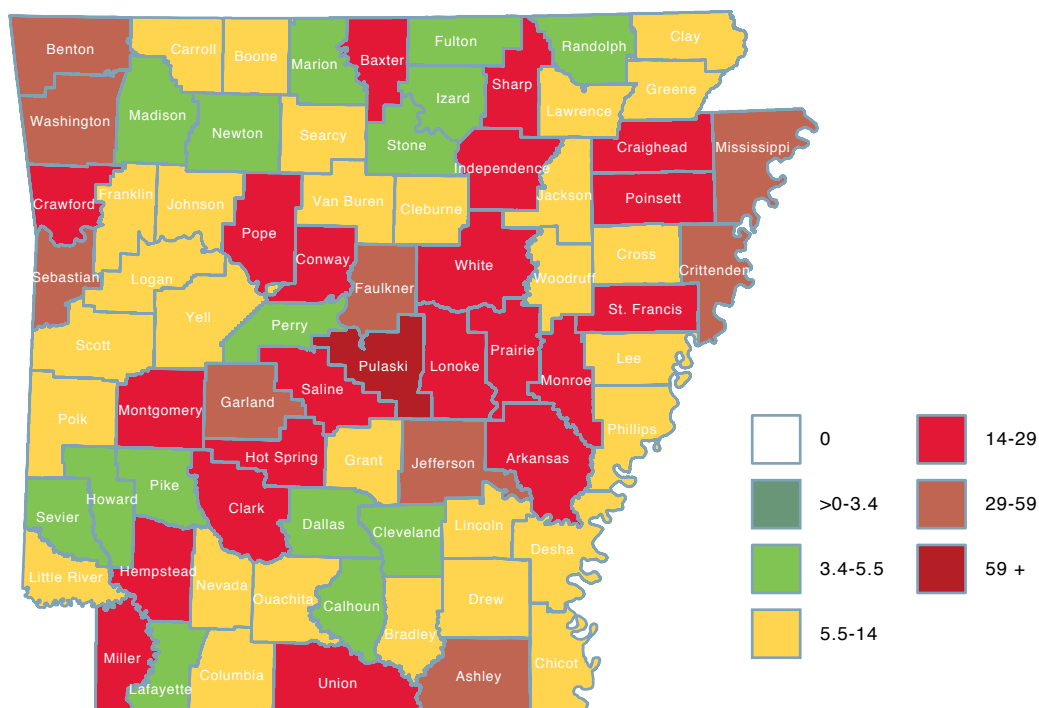 Benton
Carroll
Boone
Marion
Baxter
Fulton
Randolph
Clay
Sharp
Izard
Greene
Lawrence
Washington
Madison
Newton
Searcy
Stone
Independence
Craighead
Mississippi
Crawford
Franklin
Johnson
Van Buren
Cleburne
Jackson
Poinsett
Pope
Conway
White
Woodruff
Cross
Crittenden
Sebastian
Logan
Faulkner
St. Francis
Yell
Perry
Scott
Pulaski
Lonoke
Prairie
Monroe
Lee
Saline
Montgomery
Garland
Polk
Phillips
Hot Spring
Grant
Jefferson
Arkansas
Howard
Pike
Sevier
Clark
Dallas
Cleveland
Lincoln
Desha
Little River
Hempstead
Nevada
Ouachita
Calhoun
Drew
Bradley
Miller
Lafayette
Columbia
Union
Ashley
Chicot
0
14-29
>0-3.4
29-59
3.4-5.5
59 +
5.5-14